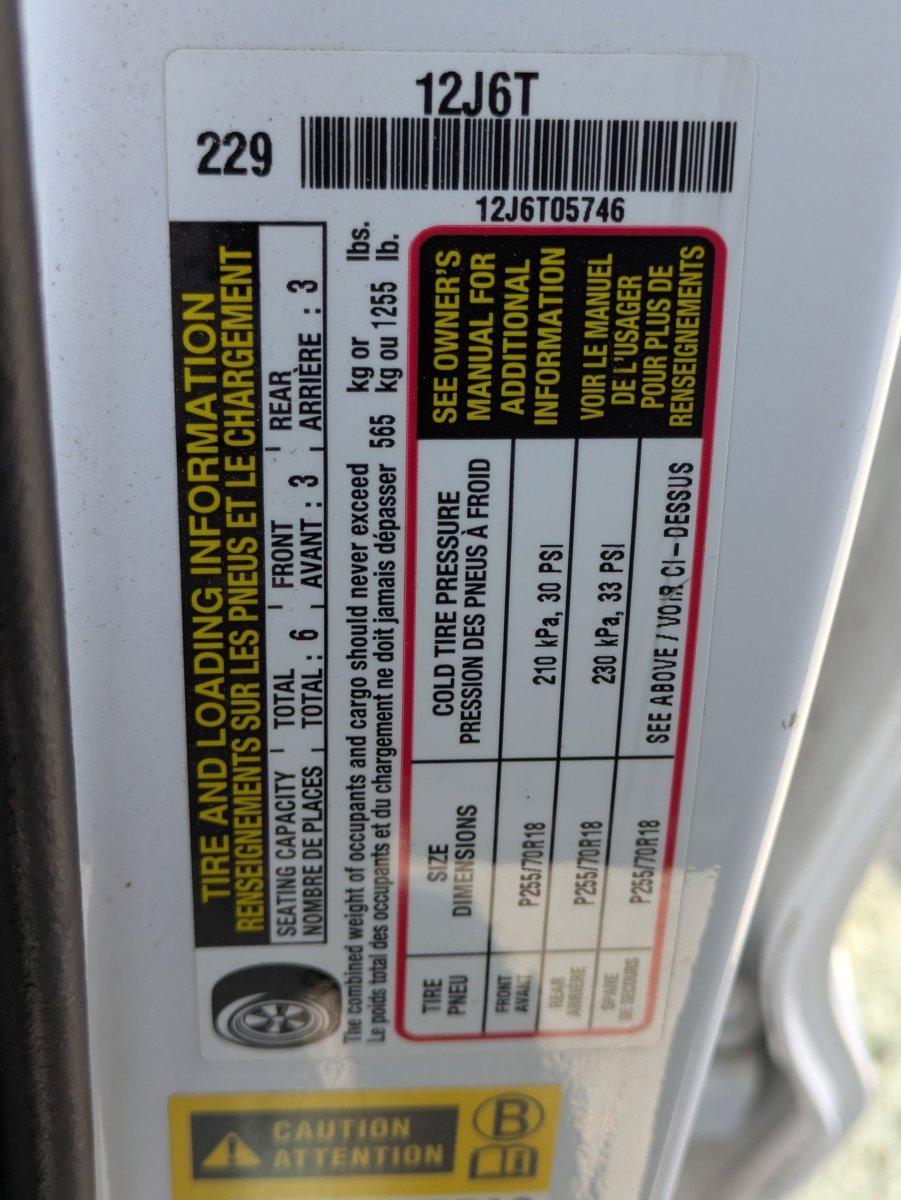 12J6T
229
12J6T05746
TIRE AND LOADING INFORMATION
RENSEIGNEMENTS SUR LES PNEUS ET LE CHARGEMENT
SEATING CAPACITY TOTAL FRONT REAR
NOMBRE DE PLACES TOTAL : 6 AVANT : 3 ARRIÈRE : 3
The combined weight of occupants and cargo should never exceed 565 kg or 1255 lbs.
Le poids total des occupants et du chargement ne doit jamais dépasser kg ou lb.
TIRE SIZE COLD TIRE PRESSURE
PNEU DIMENSIONS PRESSION DES PNEUS À FROID
FRONT P255/70R18 210 kPa, 30 PSI
AVANT
REAR P255/70R18 230 kPa, 33 PSI
ARRIÈRE
SPARE P255/70R18 SEE ABOVE / VOIR CI-DESSUS
DE SECOURS
SEE OWNER'S
MANUAL FOR
ADDITIONAL
INFORMATION
VOIR LE MANUEL
DE L'USAGER
POUR PLUS DE
RENSEIGNEMENTS
CAUTION
ATTENTION
B